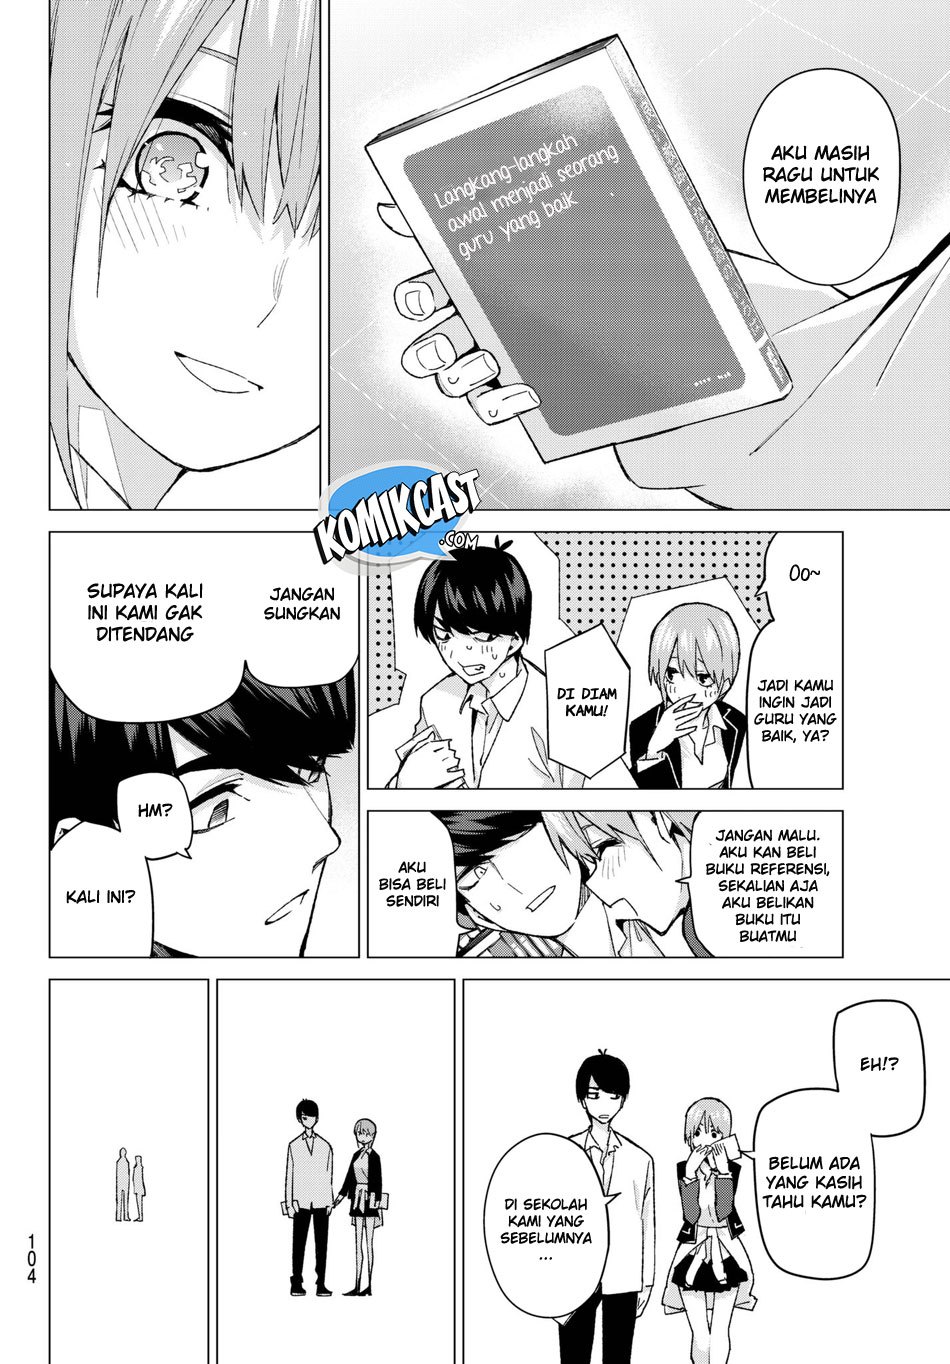 AKU MASIH
RAGU UNTUK
MEMBELINYA
Langkang-langkah
awal menjadi seorang
guru yang baik
KOMIKCAST
.COM
Oo~
JADI KAMU
INGIN JADI
GURU YANG
BAIK, YA?
DI DIAM
KAMU!
JANGAN MALU.
AKU KAN BELI
BUKU REFERENSI,
SEKALIAN AJA
AKU BELIKAN
BUKU ITU
BUATMU
AKU
BISA BELI
SENDIRI
JANGAN
SUNGKAN
SUPAYA KALI
INI KAMI GAK
DITENDANG
HM?
KALI INI?
EH!?
BELUM ADA
YANG KASIH
TAHU KAMU?
DI SEKOLAH
KAMI YANG
SEBELUMNYA
...
104